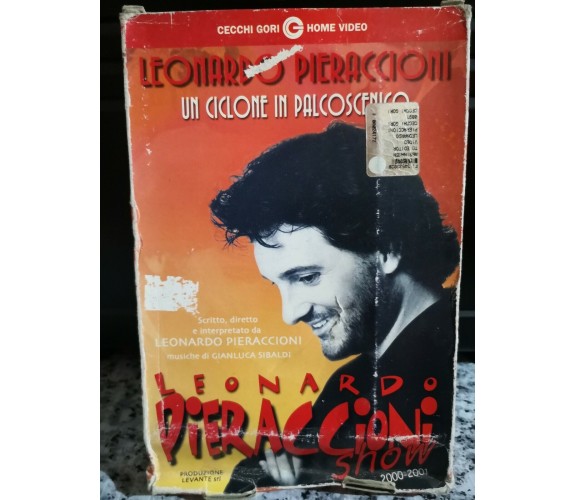 CECCHI GORI G HOME VIDEO
LEONARDO PIERACCIONI
UN CICLONE IN PALCOSCENICO
Scritto, diretto
e interpretato da
LEONARDO PIERACCIONI
musiche di GIANLUCA SIBALDI
LEONARDO
PIERACCIONI
show
2000-2001
PRODUZIONE
LEVANTE srl